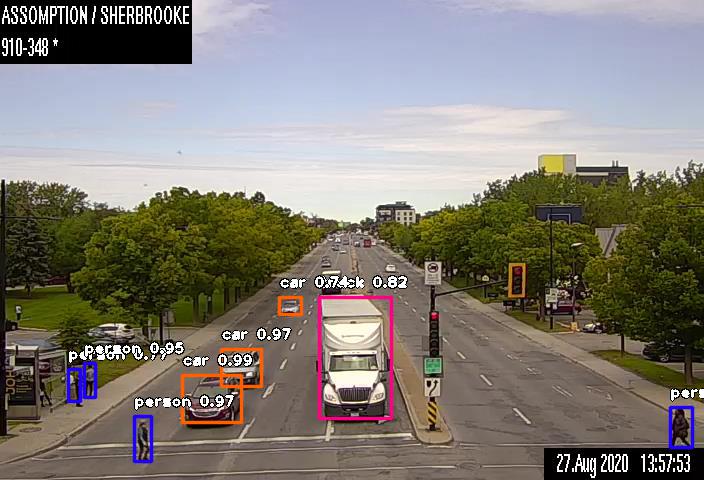 ASSOMPTION / SHERBROOKE
910-348 *
car 0.74
ck 0.82
car 0.97
person 0.95
car 0.99
person 0.97
pers
27.Aug 2020 13:57:53